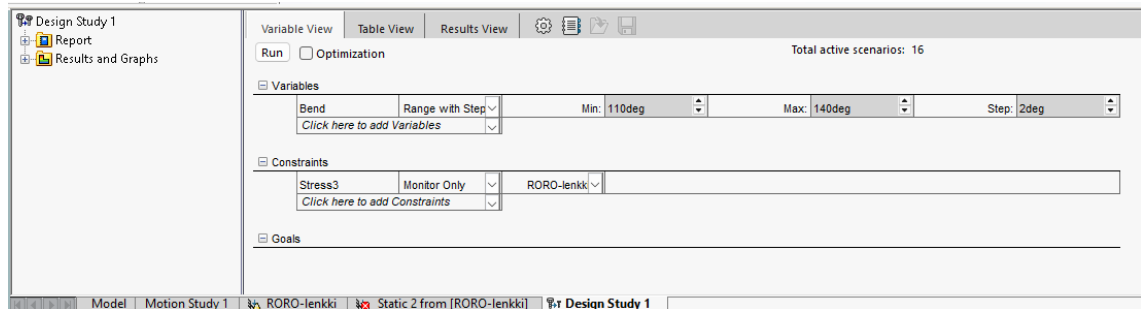 Design Study 1
Report
Results and Graphs
Variable View Table View Results View
Run Optimization Total active scenarios: 16
Variables
Bend Range with Step Min: 110deg Max: 140deg Step: 2deg
Click here to add Variables
Constraints
Stress3 Monitor Only RORO-lenkk
Click here to add Constraints
Goals
Model Motion Study 1 RORO-lenkki Static 2 from [RORO-lenkki] Design Study 1